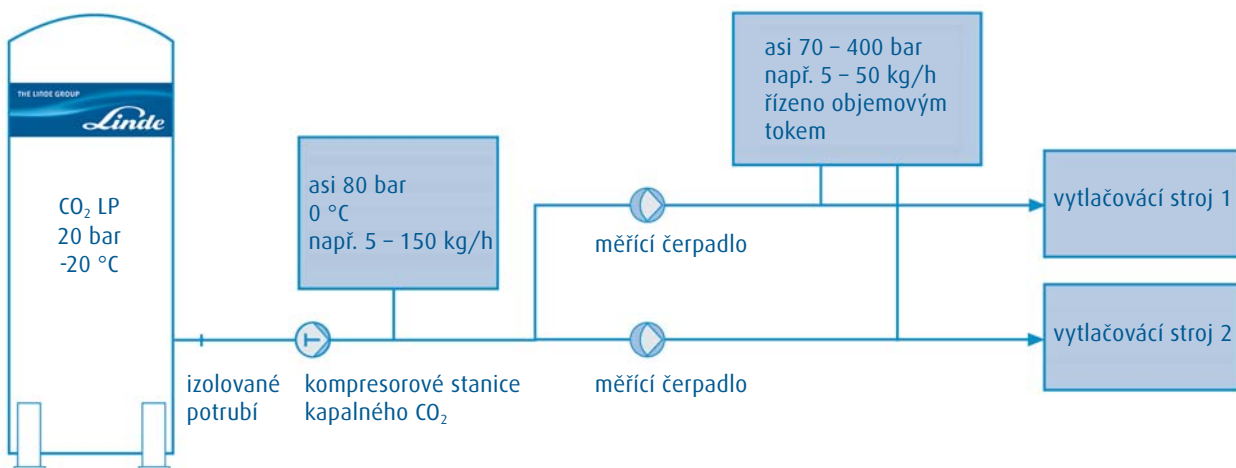 THE LINDE GROUP
Linde
CO₂ LP
20 bar
-20 °C
asi 80 bar
0 °C
např. 5 – 150 kg/h
asi 70 – 400 bar
např. 5 – 50 kg/h
řízeno objemovým
tokem
izolované
potrubí
kompresorové stanice
kapalného CO₂
měřící čerpadlo
měřící čerpadlo
vytlačovácí stroj 1
vytlačovácí stroj 2